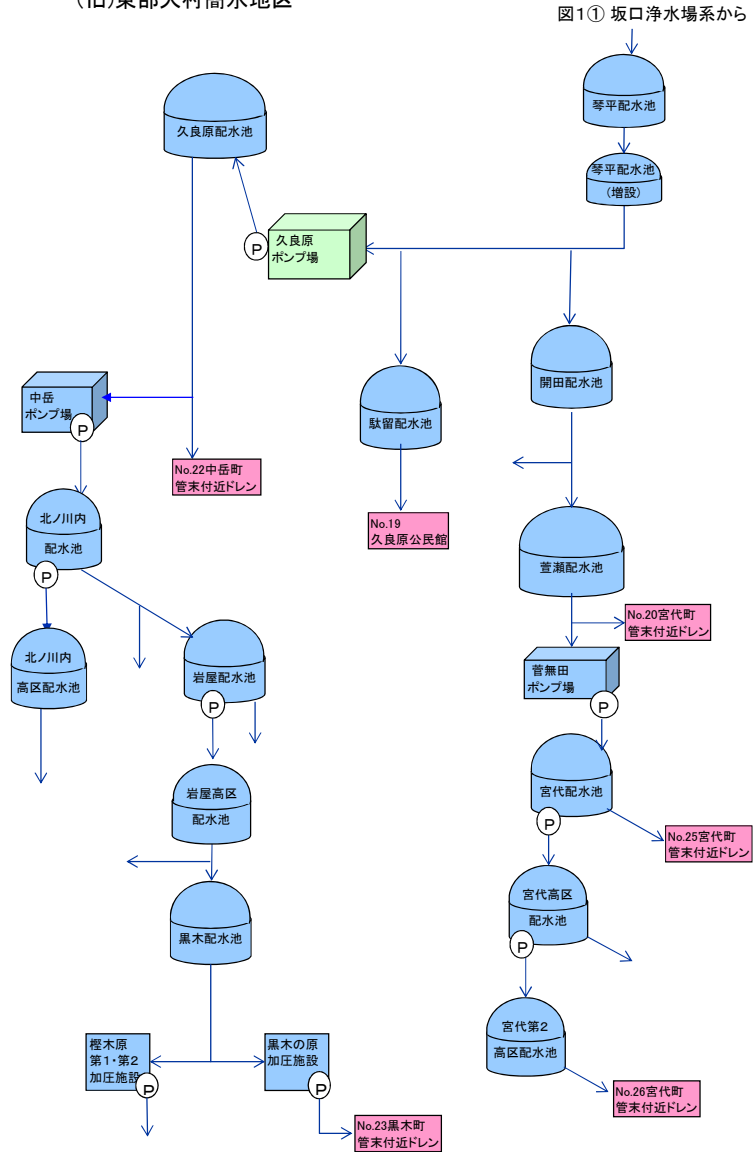 (旧)東部大村簡水地区
図1① 坂口浄水場系から
琴平配水池
久良原配水池
琴平配水池
(増設)
P
久良原
ポンプ場
開田配水池
中岳
ポンプ場
P
駄留配水池
No.22中岳町
管末付近ドレン
No.19
久良原公民館
北ノ川内
配水池
P
萱瀬配水池
No.20宮代町
管末付近ドレン
北ノ川内
高区配水池
岩屋配水池
P
菅無田
ポンプ場
P
岩屋高区
配水池
宮代配水池
P
No.25宮代町
管末付近ドレン
宮代高区
配水池
P
黒木配水池
宮代第2
高区配水池
樫木原
第1・第2
加圧施設
P
黒木の原
加圧施設
P
No.26宮代町
管末付近ドレン
No.23黒木町
管末付近ドレン